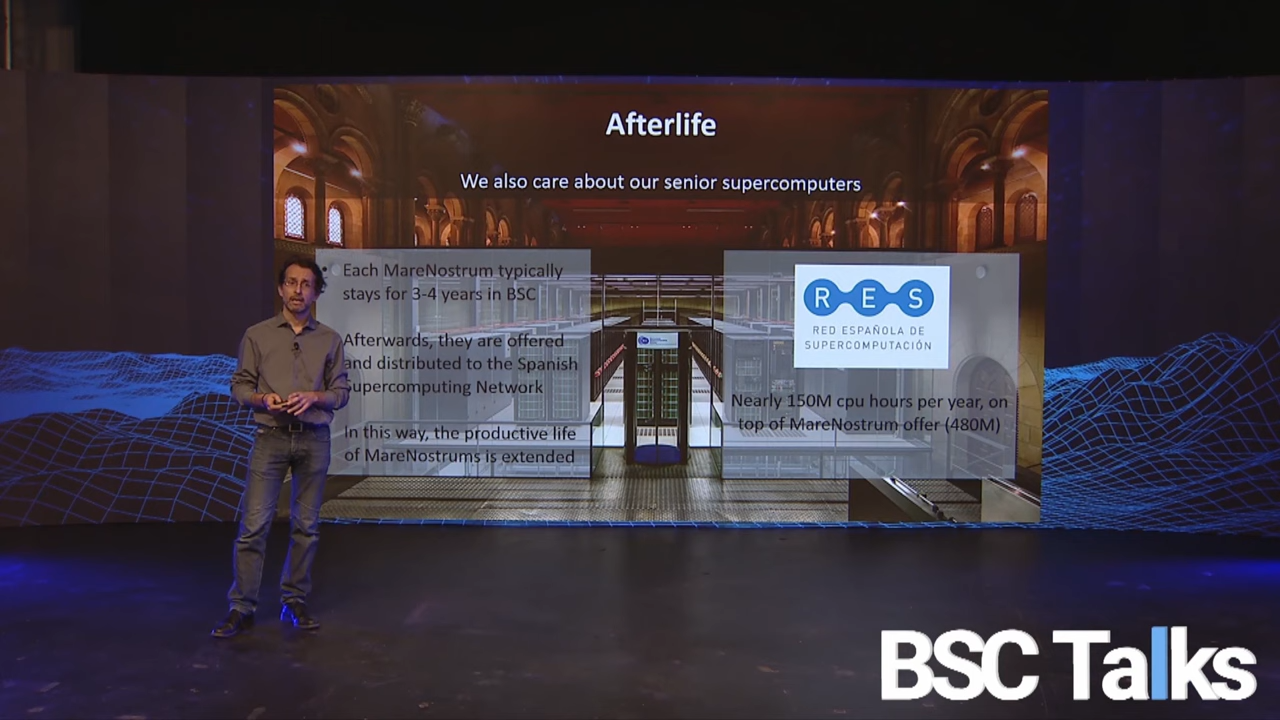 Afterlife
We also care about our senior supercomputers
Each MareNostrum typically
stays for 3-4 years in BSC
Afterwards, they are offered
and distributed to the Spanish
Supercomputing Network
In this way, the productive life
of MareNostrums is extended
R E S
RED ESPAÑOLA DE
SUPERCOMPUTACIÓN
Nearly 150M cpu hours per year, on
top of MareNostrum offer (480M)
BSC Talks